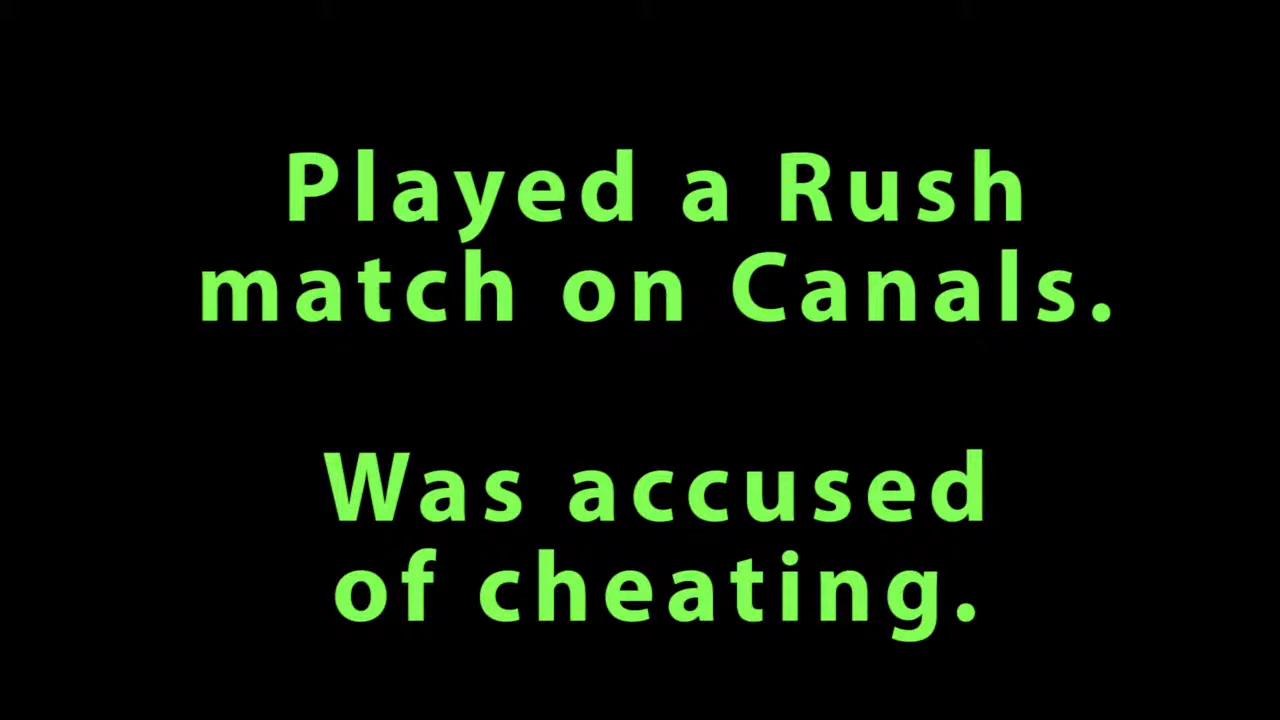 Played a Rush
match on Canals.
Was accused
of cheating.